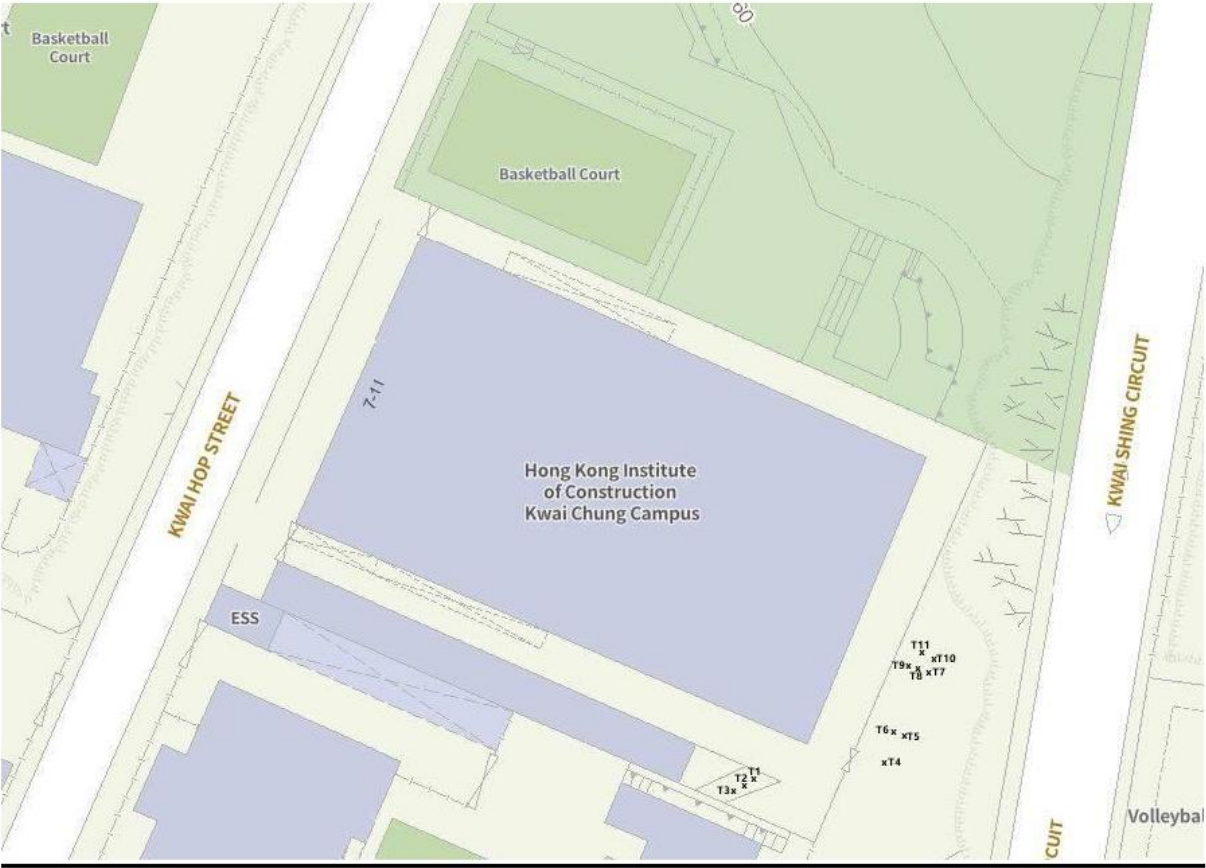 t
Basketball
Court
60
Basketball Court
7-11
KWAI HOP STREET
Hong Kong Institute
of Construction
Kwai Chung Campus
KWAI SHING CIRCUIT
ESS
T11
T10
T9
T8
T7
T6
T5
T4
T1
T2
T3
Volleybal
CUIT